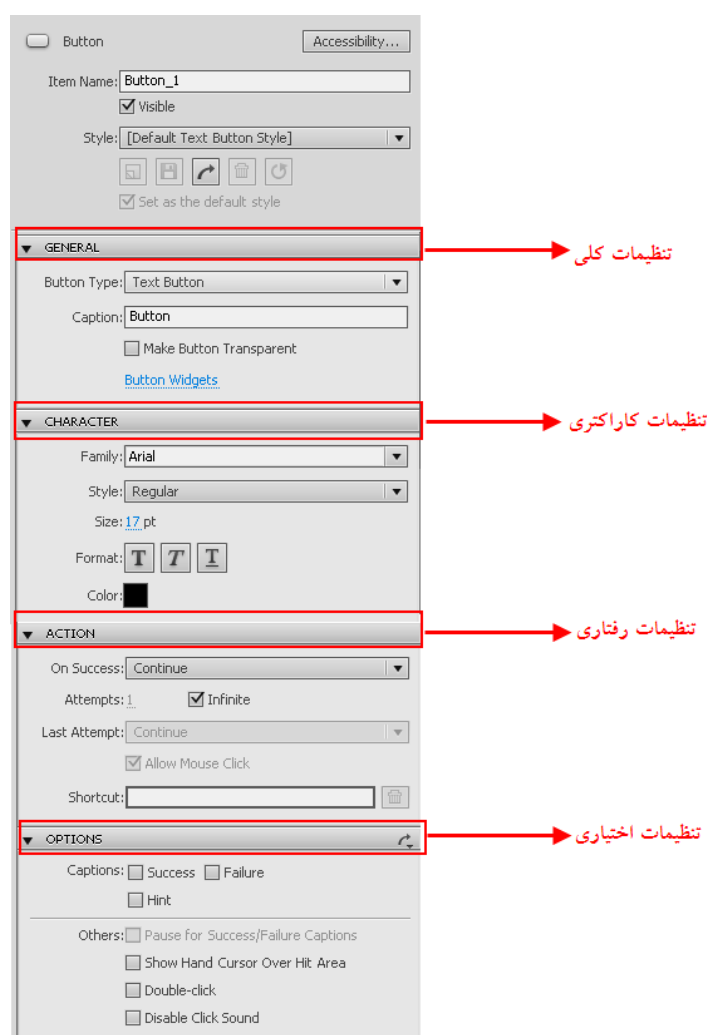 Button Accessibility...
Item Name: Button_1
Visible
Style: [Default Text Button Style]
Set as the default style
GENERAL تنظیمات کلی
Button Type: Text Button
Caption: Button
Make Button Transparent
Button Widgets
CHARACTER تنظیمات کاراکتری
Family: Arial
Style: Regular
Size: 17 pt
Format: T T T
Color:
ACTION تنظیمات رفتاری
On Success: Continue
Attempts: 1 Infinite
Last Attempt: Continue
Allow Mouse Click
Shortcut:
OPTIONS تنظیمات اختیاری
Captions: Success Failure
Hint
Others: Pause for Success/Failure Captions
Show Hand Cursor Over Hit Area
Double-click
Disable Click Sound